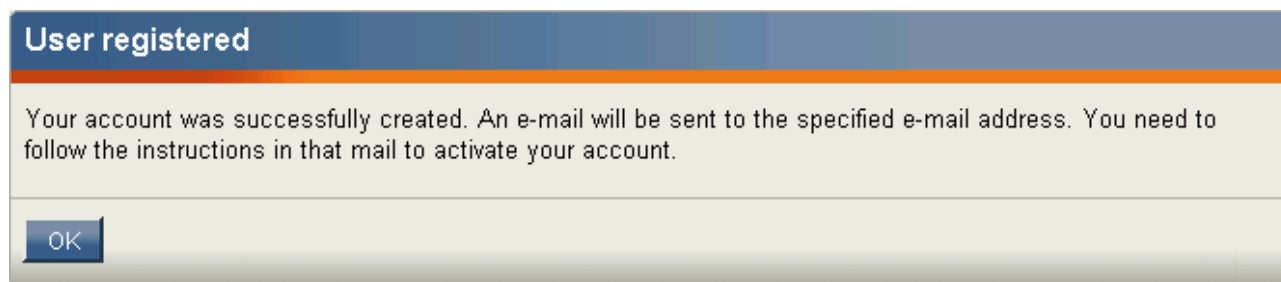 User registered
Your account was successfully created. An e-mail will be sent to the specified e-mail address. You need to
follow the instructions in that mail to activate your account.
OK